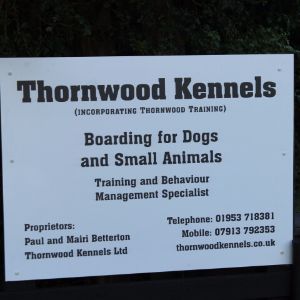 Thornwood Kennels
(INCORPORATING THORNWOOD TRAINING)
Boarding for Dogs
and Small Animals
Training and Behaviour
Management Specialist
Proprietors:
Paul and Mairi Betterton
Thornwood Kennels Ltd
Telephone: 01953 718381
Mobile: 07913 792353
thornwoodkennels.co.uk